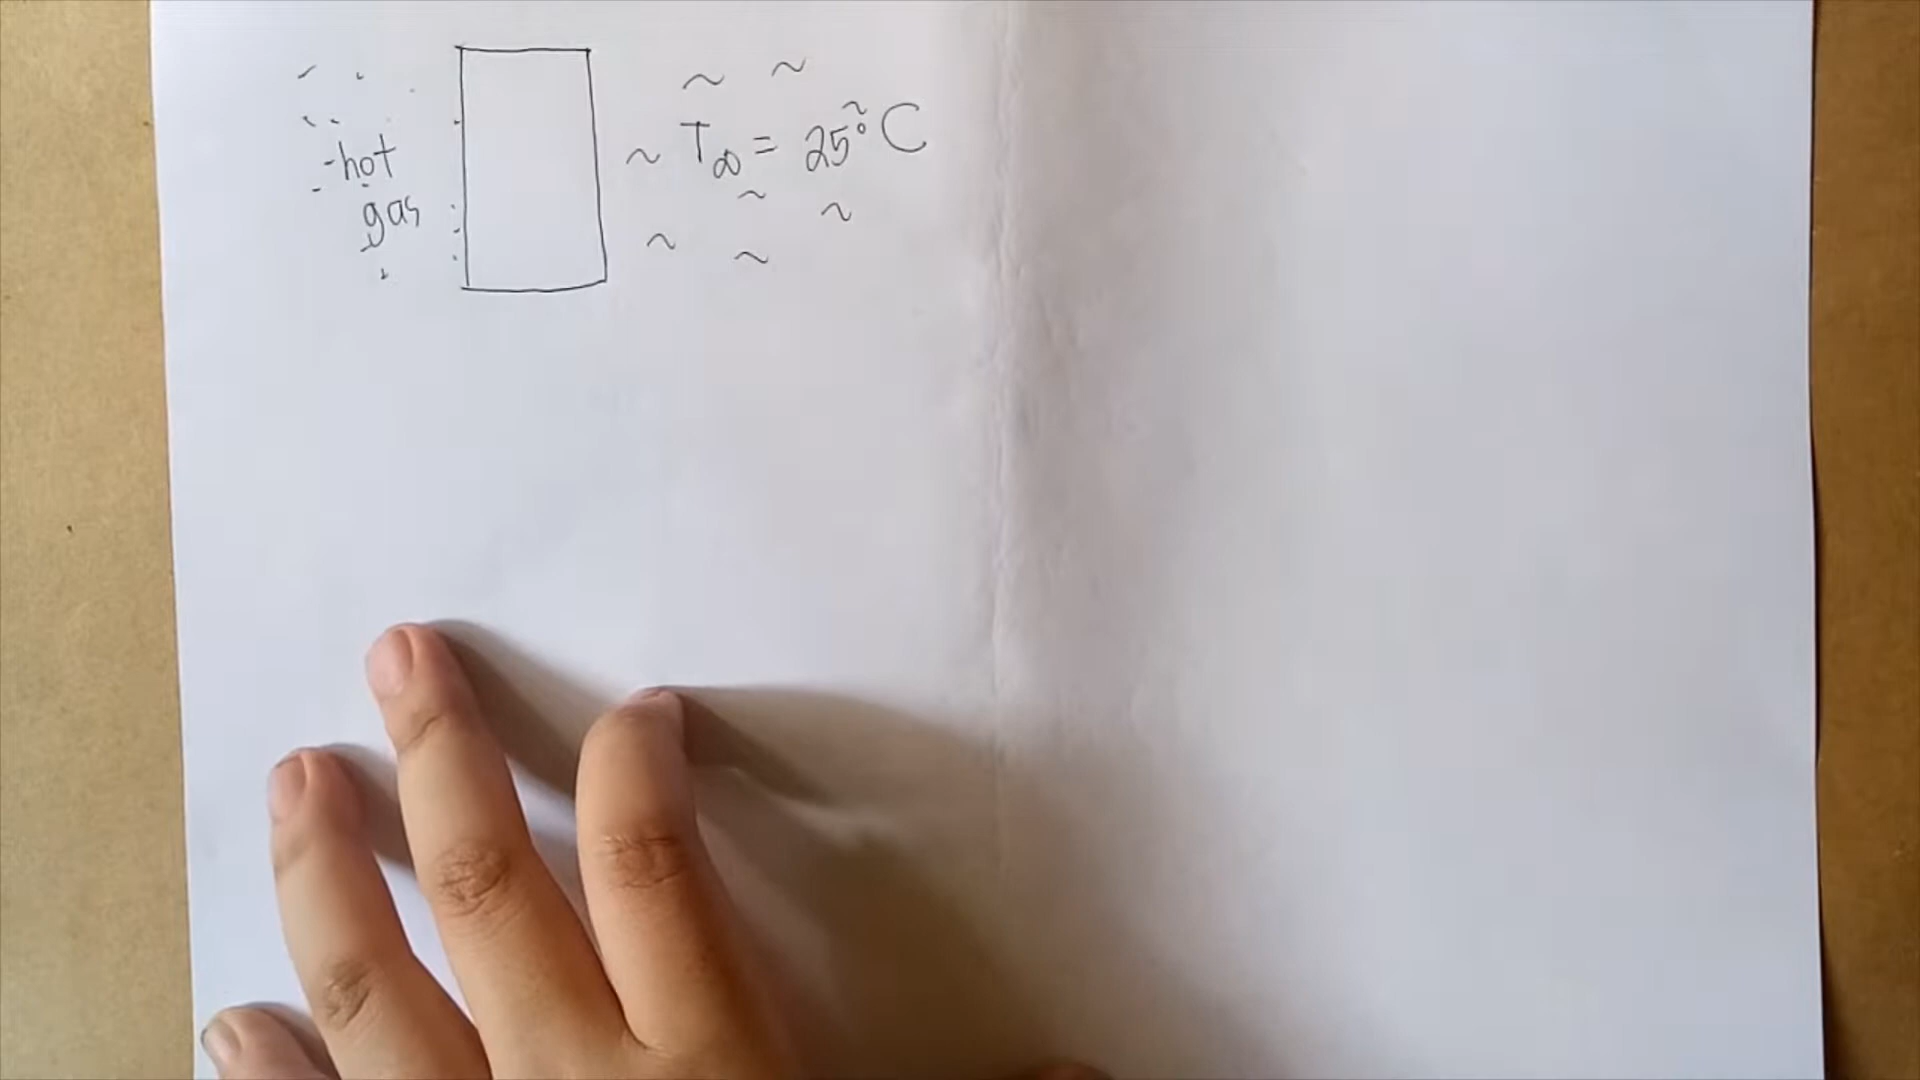 hot
gas
T∞ = 25°C